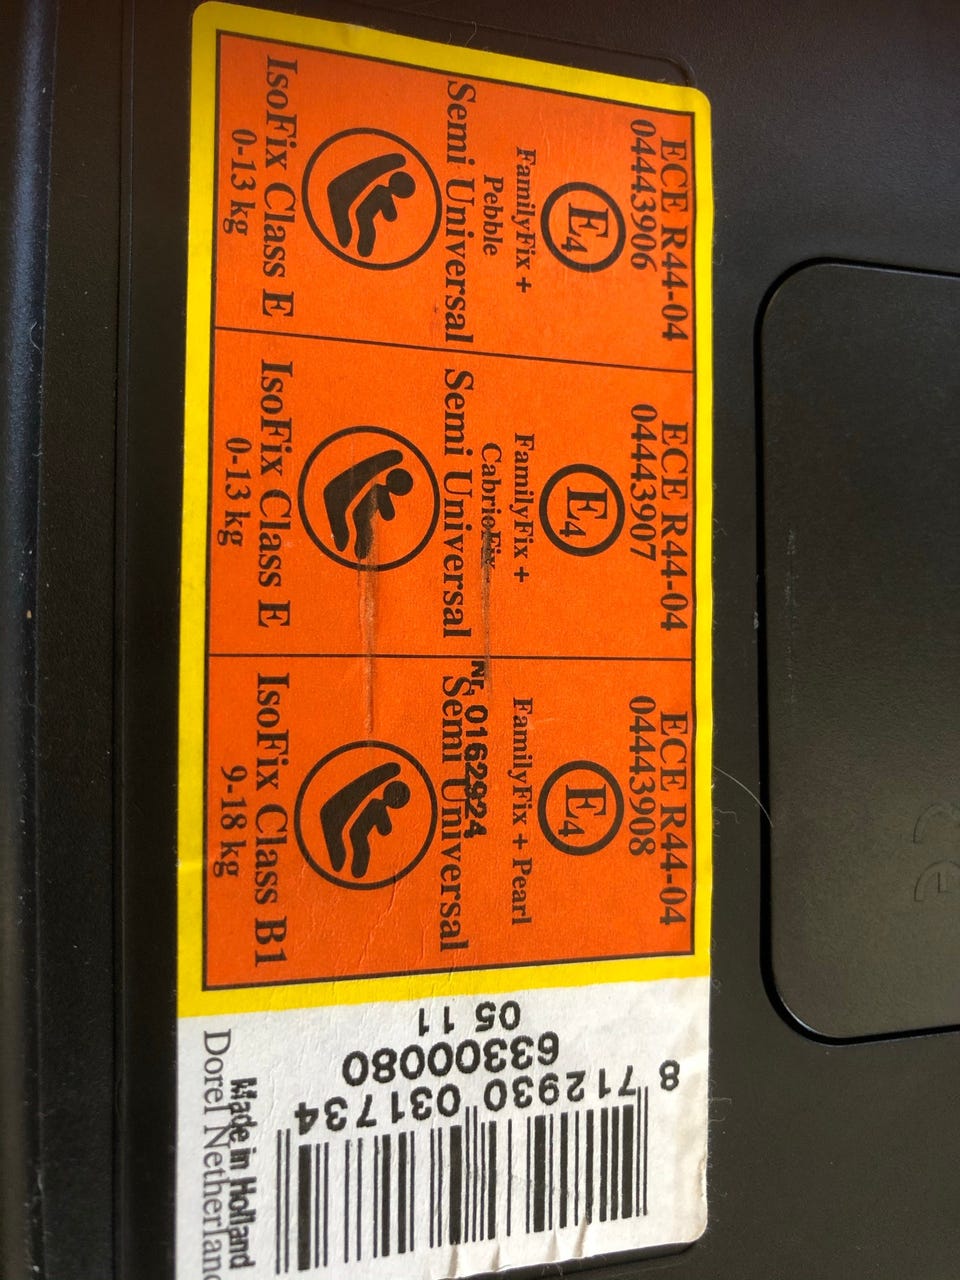 ECE R44-04
04443906
E4
FamilyFix +
Pebble
Semi Universal
IsoFix Class E
0-13 kg
ECE R44-04
04443907
E4
FamilyFix +
CabrioFix
Semi Universal
IsoFix Class E
0-13 kg
ECE R44-04
04443908
E4
FamilyFix + Pearl
Nr. 0162924
Semi Universal
IsoFix Class B1
9-18 kg
8 712930 031734
63300080
05 11
Made in Holland
Dorel